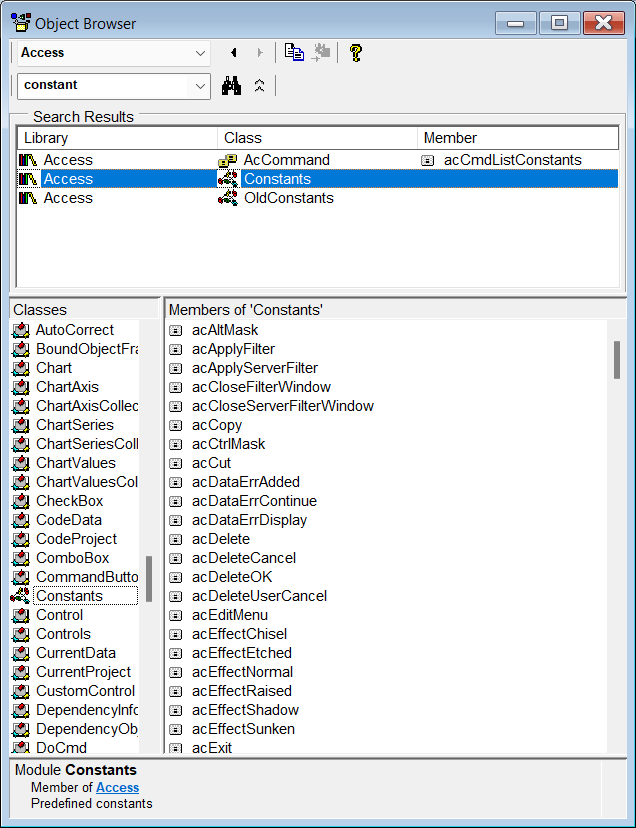 Object Browser
Access
constant
Search Results
Library Class Member
Access AcCommand acCmdListConstants
Access Constants
Access OldConstants
Classes
AutoCorrect
BoundObjectFra
Chart
ChartAxis
ChartAxisCollec
ChartSeries
ChartSeriesColl
ChartValues
ChartValuesCol
CheckBox
CodeData
CodeProject
ComboBox
CommandButto
Constants
Control
Controls
CurrentData
CurrentProject
CustomControl
DependencyInfo
DependencyObj
DoCmd
Members of 'Constants'
acAltMask
acApplyFilter
acApplyServerFilter
acCloseFilterWindow
acCloseServerFilterWindow
acCopy
acCtrlMask
acCut
acDataErrAdded
acDataErrContinue
acDataErrDisplay
acDelete
acDeleteCancel
acDeleteOK
acDeleteUserCancel
acEditMenu
acEffectChisel
acEffectEtched
acEffectNormal
acEffectRaised
acEffectShadow
acEffectSunken
acExit
Module Constants
Member of Access
Predefined constants